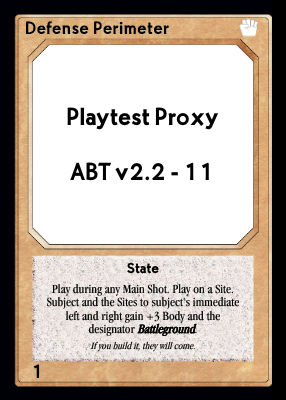 Defense Perimeter
Playtest Proxy
ABT v2.2 - 11
State
Play during any Main Shot. Play on a Site.
Subject and the Sites to subject's immediate
left and right gain +3 Body and the
designator Battleground.
If you build it, they will come.
1